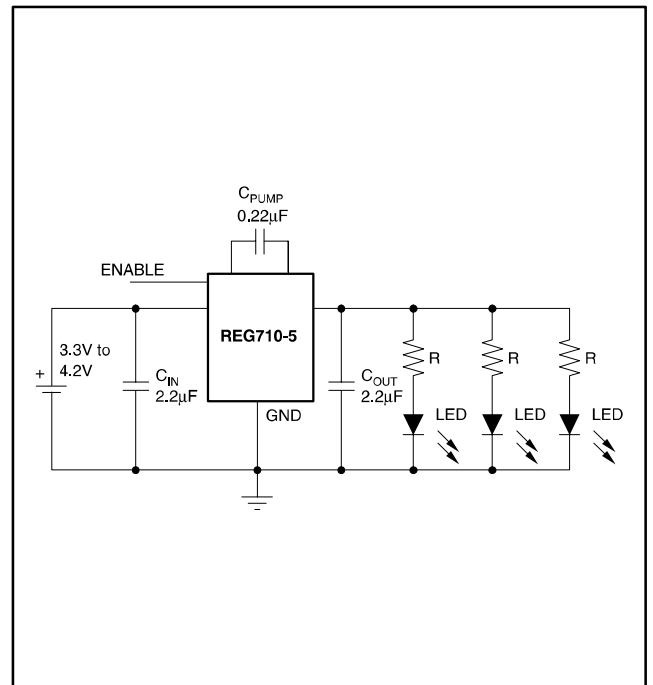 C_PUMP
0.22µF
ENABLE
REG710-5
+
3.3V to
4.2V
C_IN
2.2µF
GND
C_OUT
2.2µF
R
R
R
LED
LED
LED